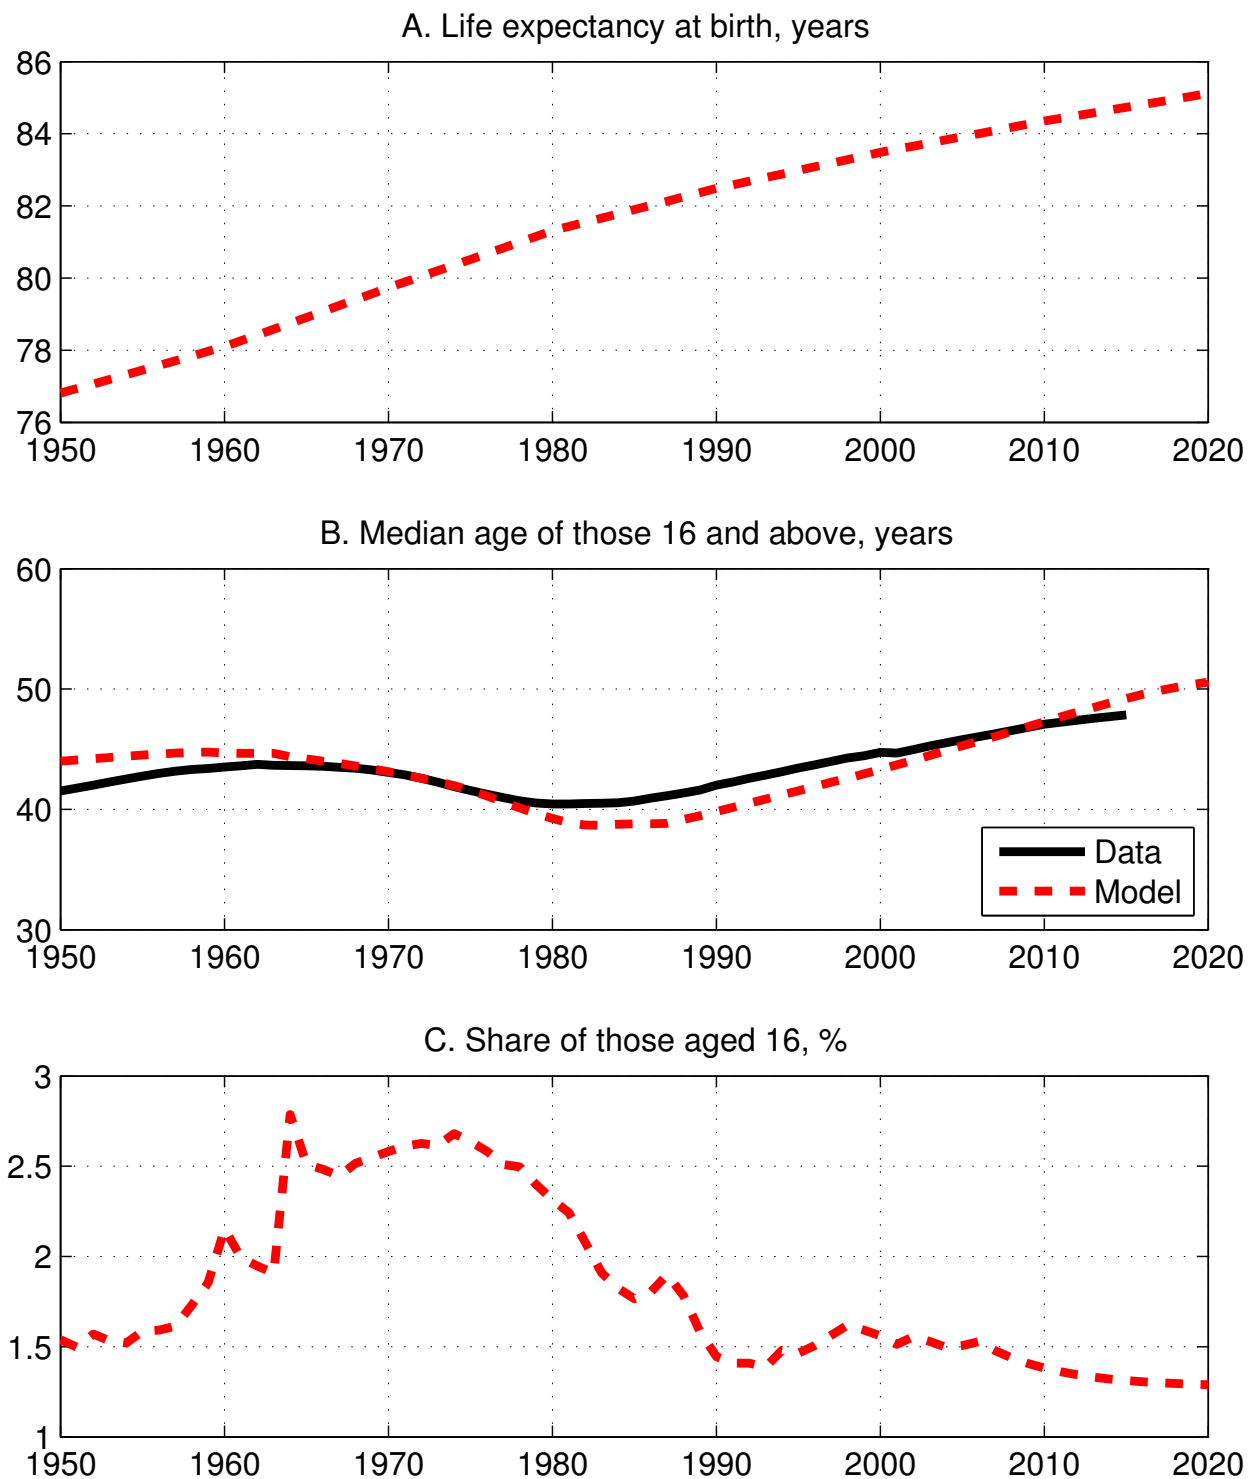 A. Life expectancy at birth, years
86
84
82
80
78
76
1950 1960 1970 1980 1990 2000 2010 2020
B. Median age of those 16 and above, years
60
50
40
30
Data
Model
1950 1960 1970 1980 1990 2000 2010 2020
C. Share of those aged 16, %
3
2.5
2
1.5
1
1950 1960 1970 1980 1990 2000 2010 2020